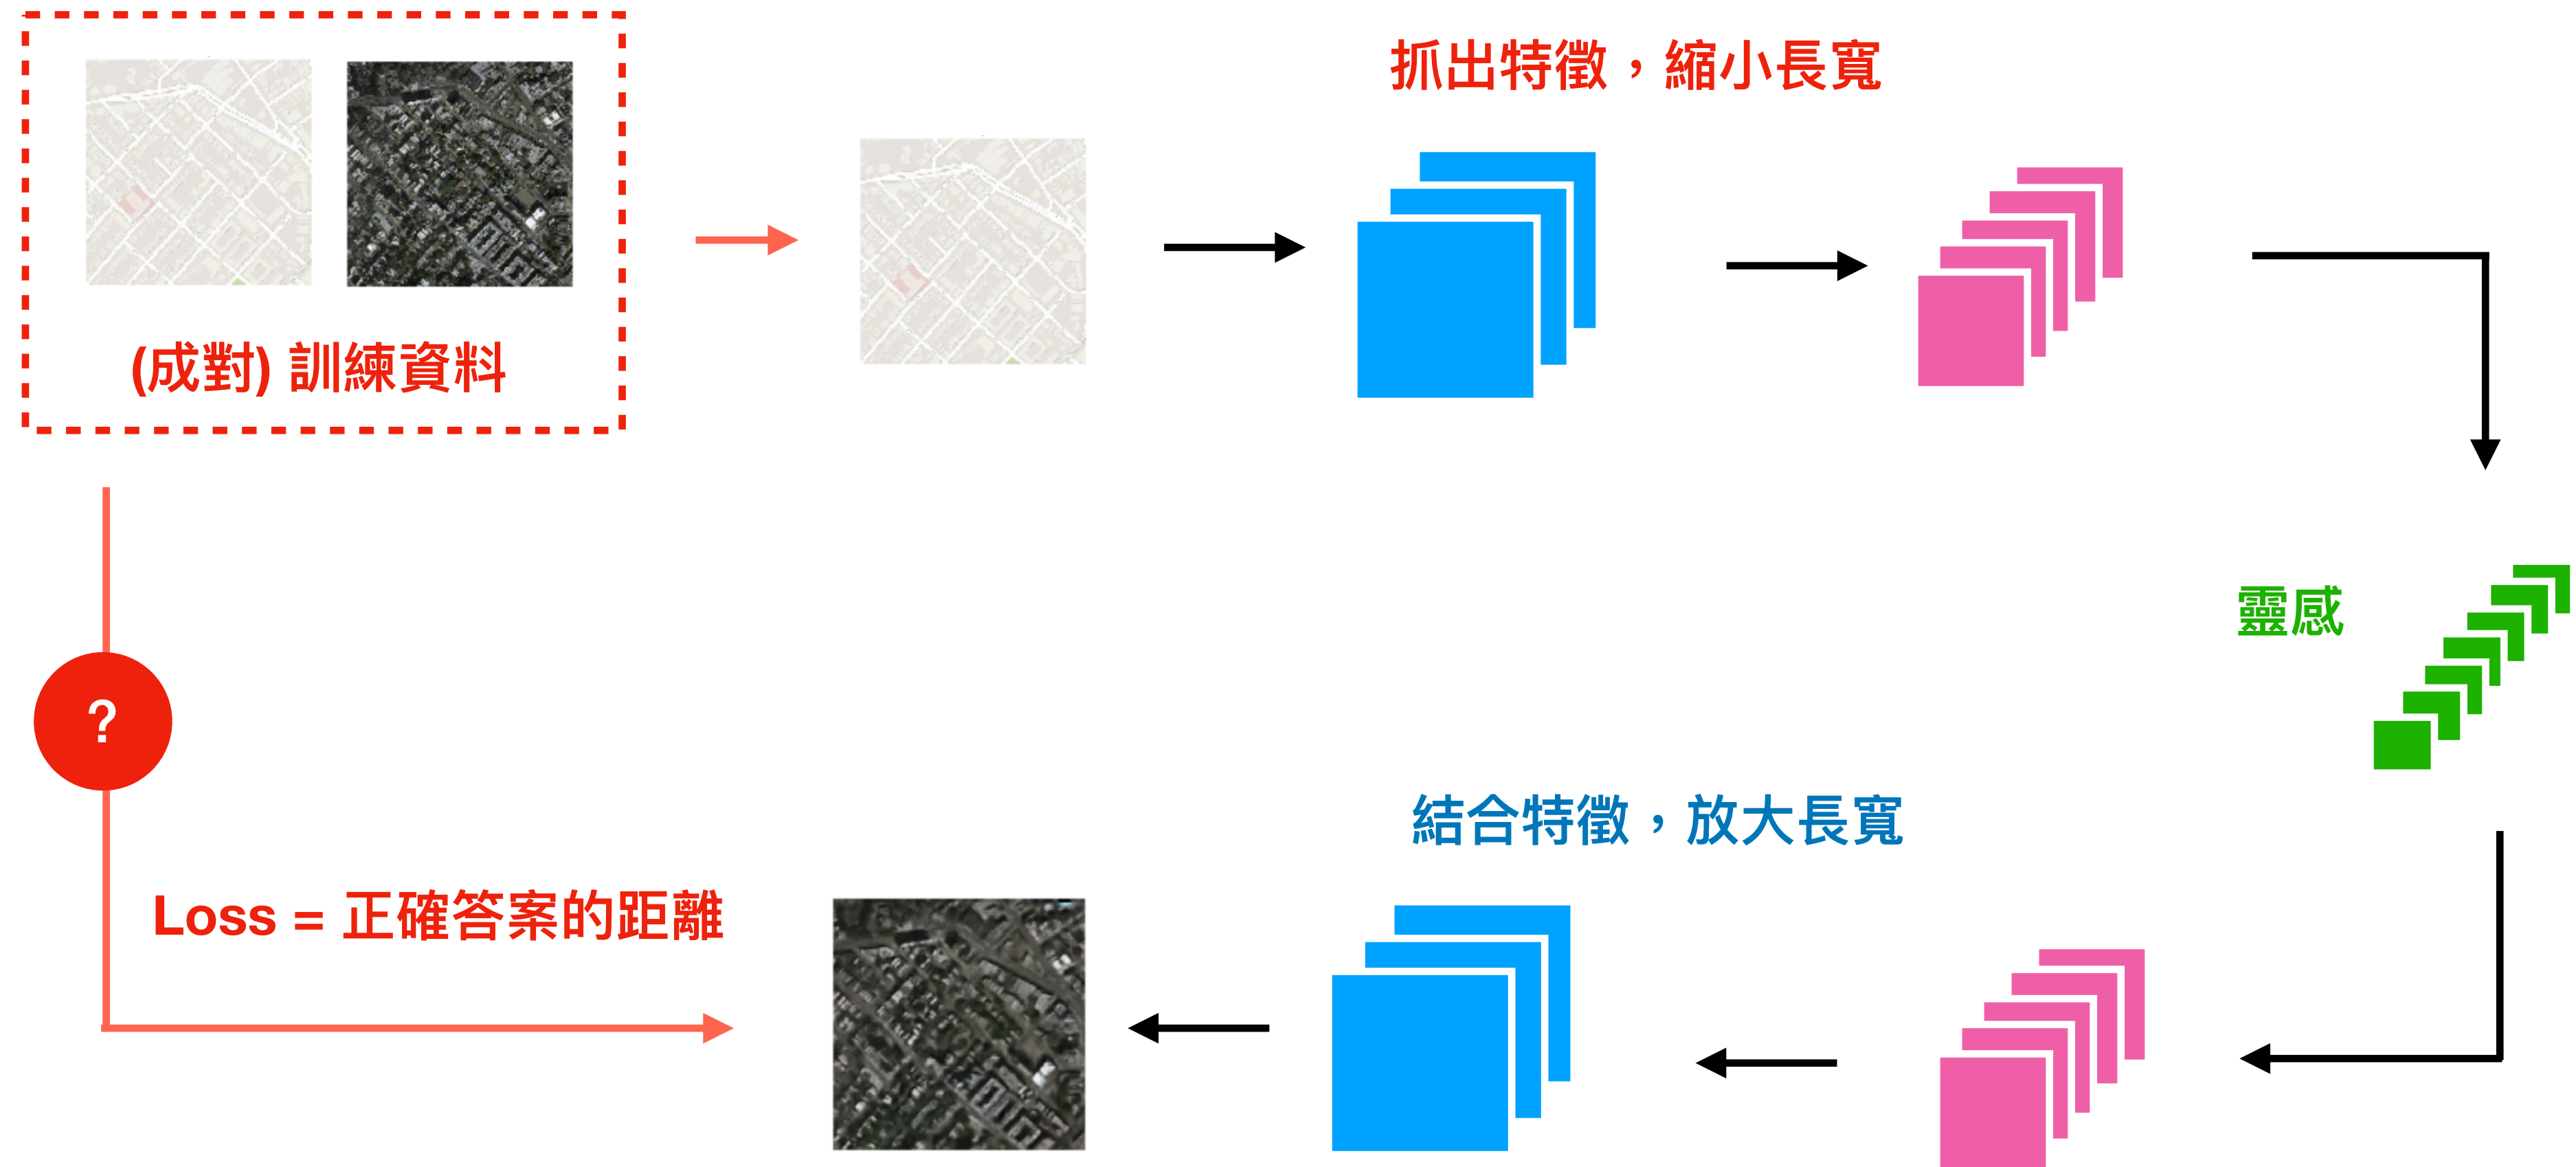 抓出特徵，縮小長寬
(成對) 訓練資料
靈感
?
結合特徵，放大長寬
Loss = 正確答案的距離